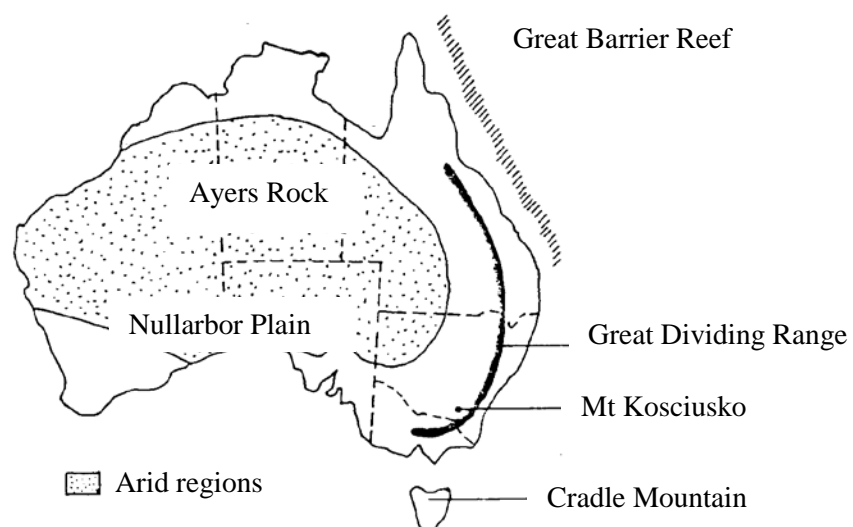 Great Barrier Reef
Ayers Rock
Nullarbor Plain
Great Dividing Range
Mt Kosciusko
Arid regions
Cradle Mountain